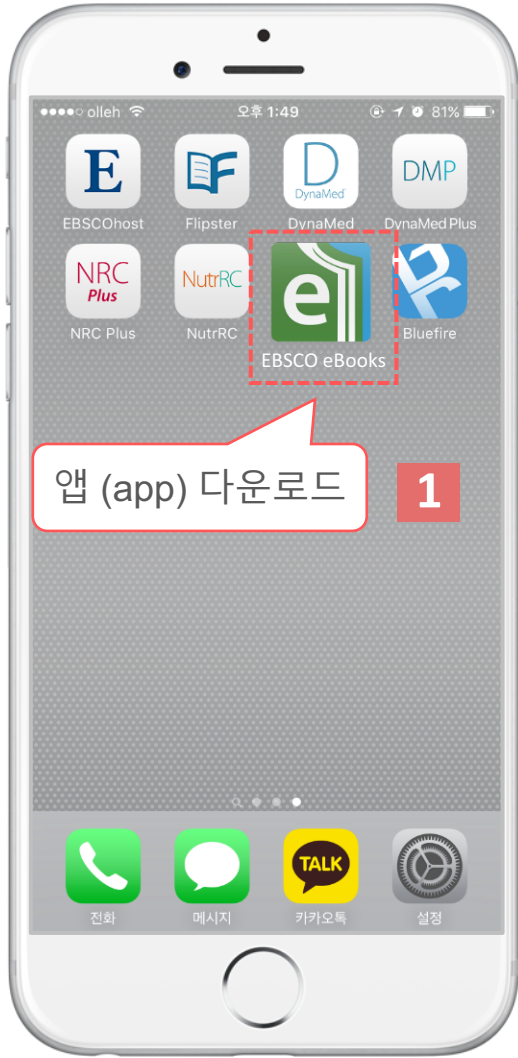 olleh 오후 1:49 81%
E
F
D
DynaMed
DMP
EBSCOhost Flipster DynaMed DynaMed Plus
NRC
Plus
NutrRC
e
NRC Plus NutrRC EBSCO eBooks Bluefire
앱 (app) 다운로드
1
TALK
전화 메시지 카카오톡 설정